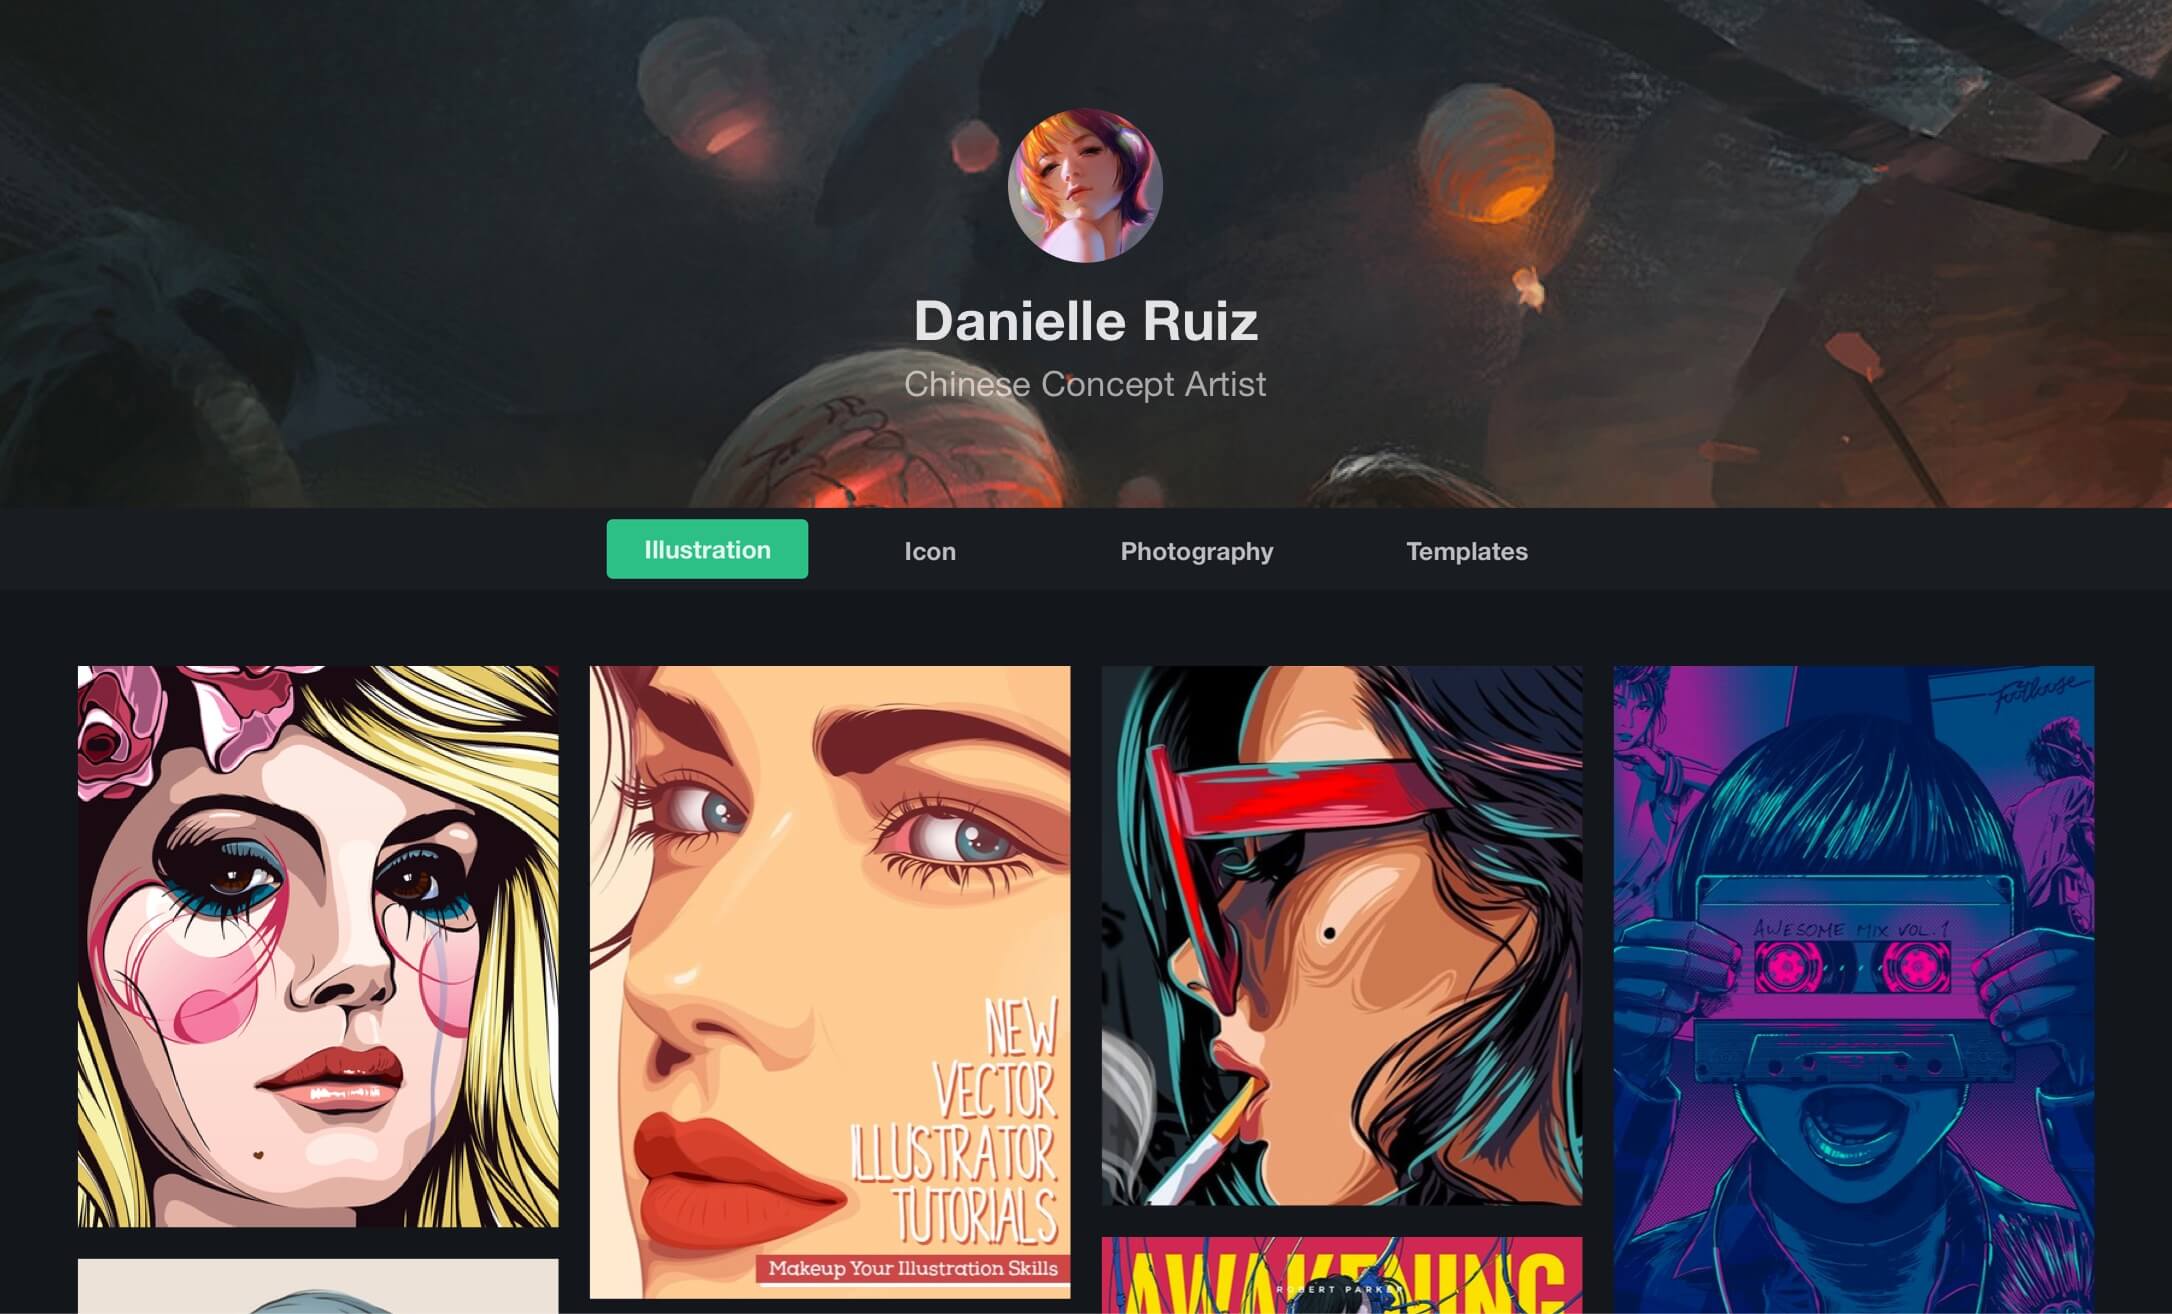 Danielle Ruiz
Chinese Concept Artist
Illustration
Icon
Photography
Templates
NEW
VECTOR
ILLUSTRATOR
TUTORIALS
Makeup Your Illustration Skills
Footloose
AWESOME MIX VOL.1
AWAKENING
ROBERT PARKER